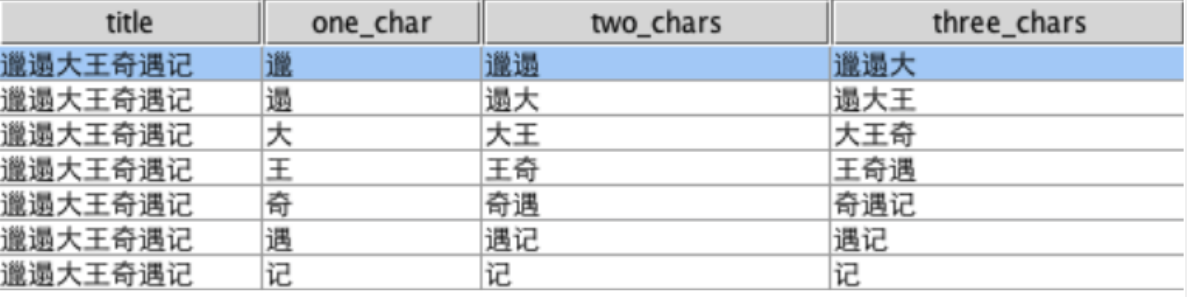 title one_char two_chars three_chars
邋遢大王奇遇记 邋 邋遢 邋遢大
邋遢大王奇遇记 遢 遢大 遢大王
邋遢大王奇遇记 大 大王 大王奇
邋遢大王奇遇记 王 王奇 王奇遇
邋遢大王奇遇记 奇 奇遇 奇遇记
邋遢大王奇遇记 遇 遇记 遇记
邋遢大王奇遇记 记 记 记